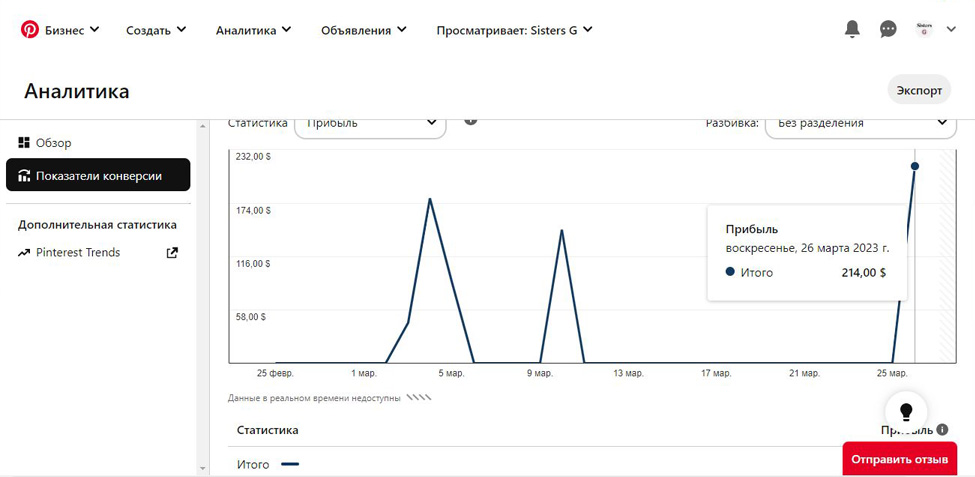 Бизнес Создать Аналитика Объявления Просматривает: Sisters G Sisters G
Аналитика Экспорт
Обзор
Показатели конверсии
Дополнительная статистика
Pinterest Trends
Статистика Прибыль Разбивка: Без разделения
232,00 $
174,00 $
116,00 $
58,00 $
Прибыль
воскресенье, 26 марта 2023 г.
Итого 214,00 $
25 февр. 1 мар. 5 мар. 9 мар. 13 мар. 17 мар. 21 мар. 25 мар.
Данные в реальном времени недоступны
Статистика Прибыль
Итого
Отправить отзыв